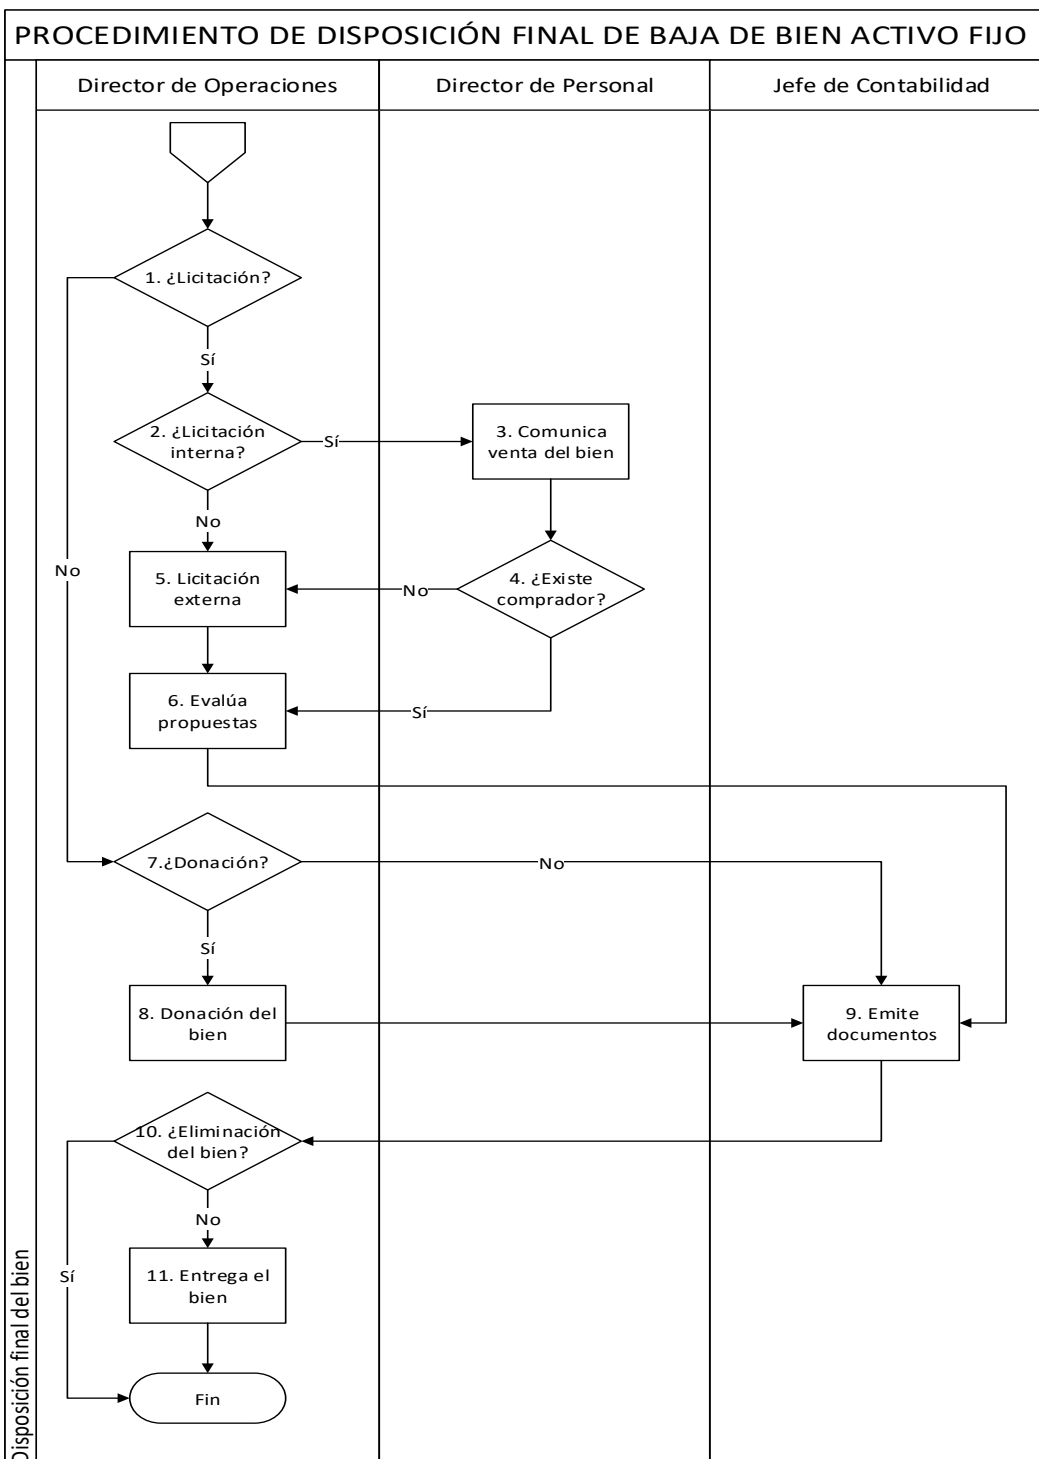 PROCEDIMIENTO DE DISPOSICIÓN FINAL DE BAJA DE BIEN ACTIVO FIJO
Director de Operaciones
Director de Personal
Jefe de Contabilidad
1. ¿Licitación?
Sí
2. ¿Licitación
interna?
Sí
3. Comunica
venta del bien
No
No
5. Licitación
externa
No
4. ¿Existe
comprador?
6. Evalúa
propuestas
Sí
7.¿Donación?
No
Sí
8. Donación del
bien
9. Emite
documentos
10. ¿Eliminación
del bien?
No
Sí
11. Entrega el
bien
Fin
Disposición final del bien